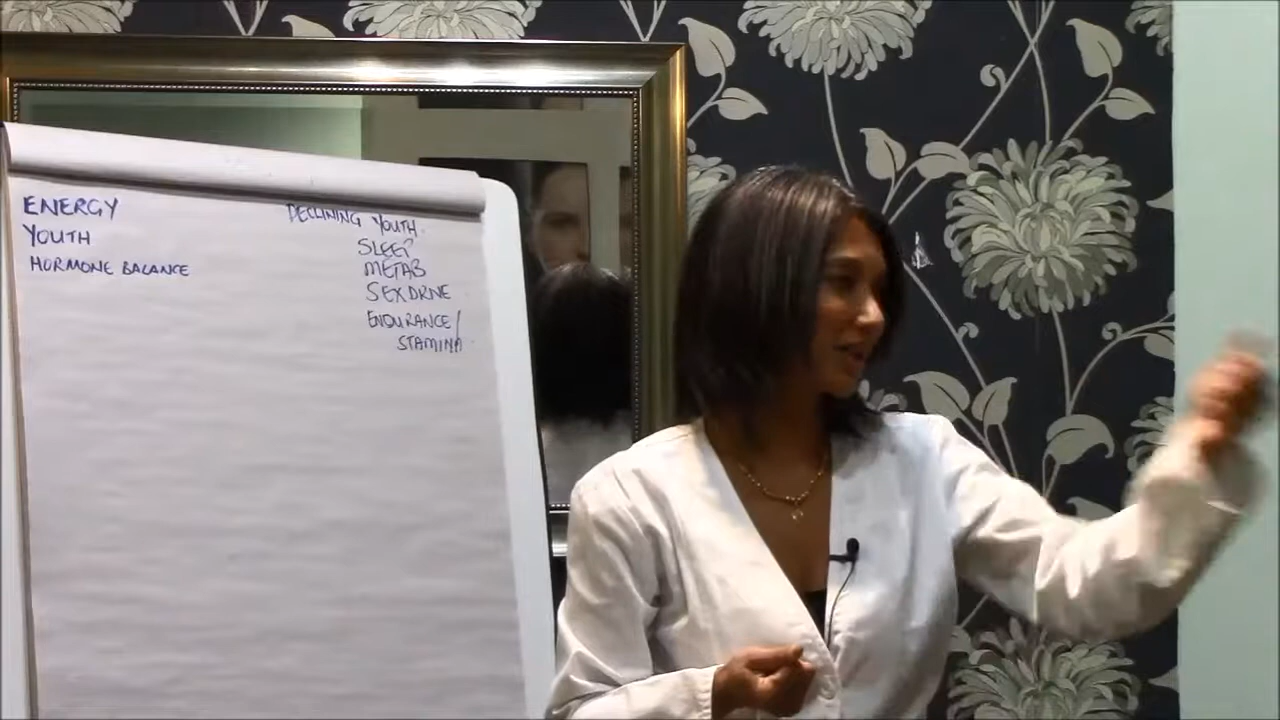 ENERGY
YOUTH
HORMONE BALANCE
DECLINING YOUTH.
SLEEP
METAB
SEX DRIVE
ENDURANCE/
STAMINA